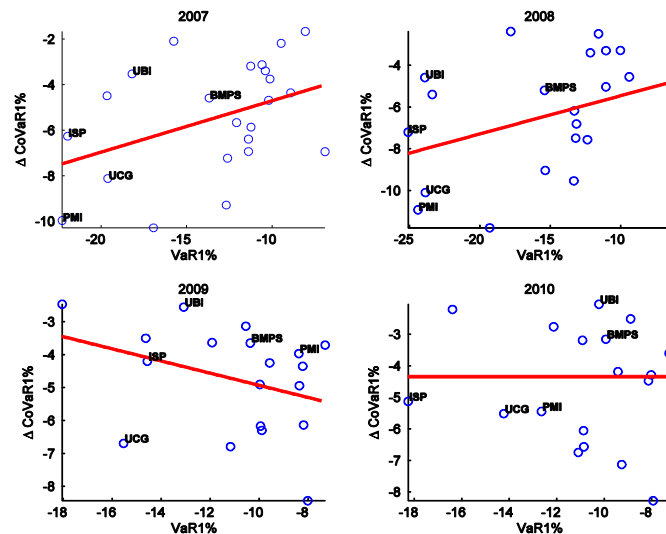 2007
Δ CoVaR1%
-2
-4
-6
-8
-10
UBI
BMPS
ISP
UCG
PMI
-20
-15
-10
VaR1%
2008
Δ CoVaR1%
-4
-6
-8
-10
UBI
BMPS
ISP
UCG
PMI
-25
-20
-15
-10
VaR1%
2009
Δ CoVaR1%
-3
-4
-5
-6
-7
-8
UBI
BMPS
PMI
ISP
UCG
-18
-16
-14
-12
-10
-8
VaR1%
2010
Δ CoVaR1%
-3
-4
-5
-6
-7
-8
UBI
BMPS
ISP
UCG
PMI
-18
-16
-14
-12
-10
-8
VaR1%